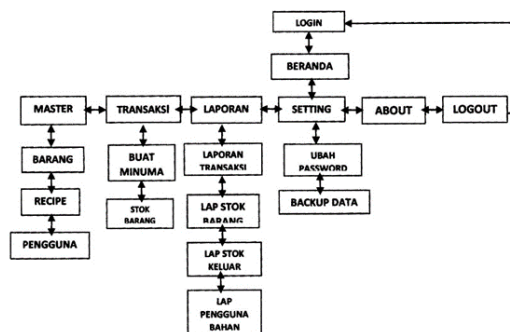 LOGIN
BERANDA
MASTER
TRANSAKSI
LAPORAN
SETTING
ABOUT
LOGOUT
BARANG
RECIPE
PENGGUNA
BUAT
MINUMA
STOK
BARANG
LAPORAN
TRANSAKSI
LAP STOK
BARANG
LAP STOK
KELUAR
LAP
PENGGUNA
BAHAN
UBAH
PASSWORD
BACKUP DATA